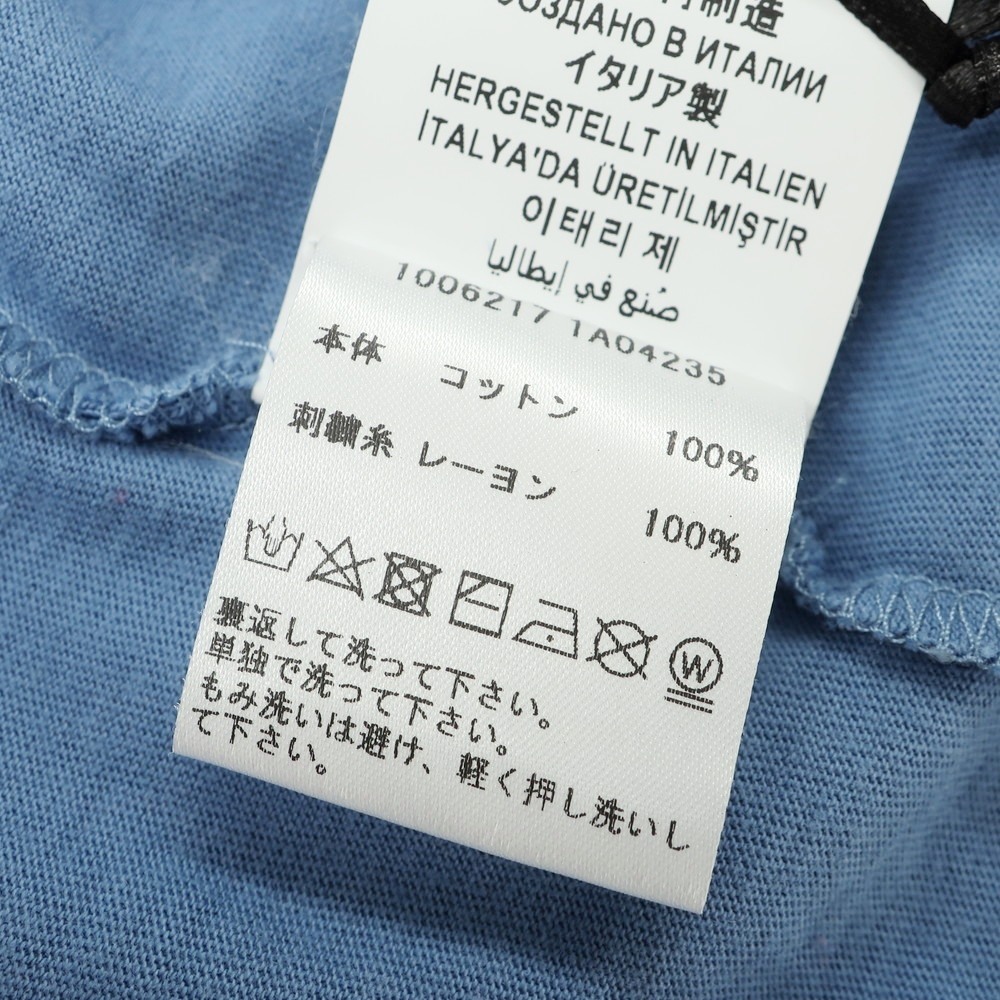 制造
СОЗДАНО В ИТАЛИИ
イタリア製
HERGESTELLT IN ITALIEN
İTALYA'DA ÜRETİLMİŞTİR
이태리 제
صُنع في إيطاليا
1006217 1A04235
本体 コットン 100%
刺繍糸 レーヨン 100%
W
裏返して洗って下さい。
単独で洗って下さい。
もみ洗いは避け、軽く押し洗いし
て下さい。